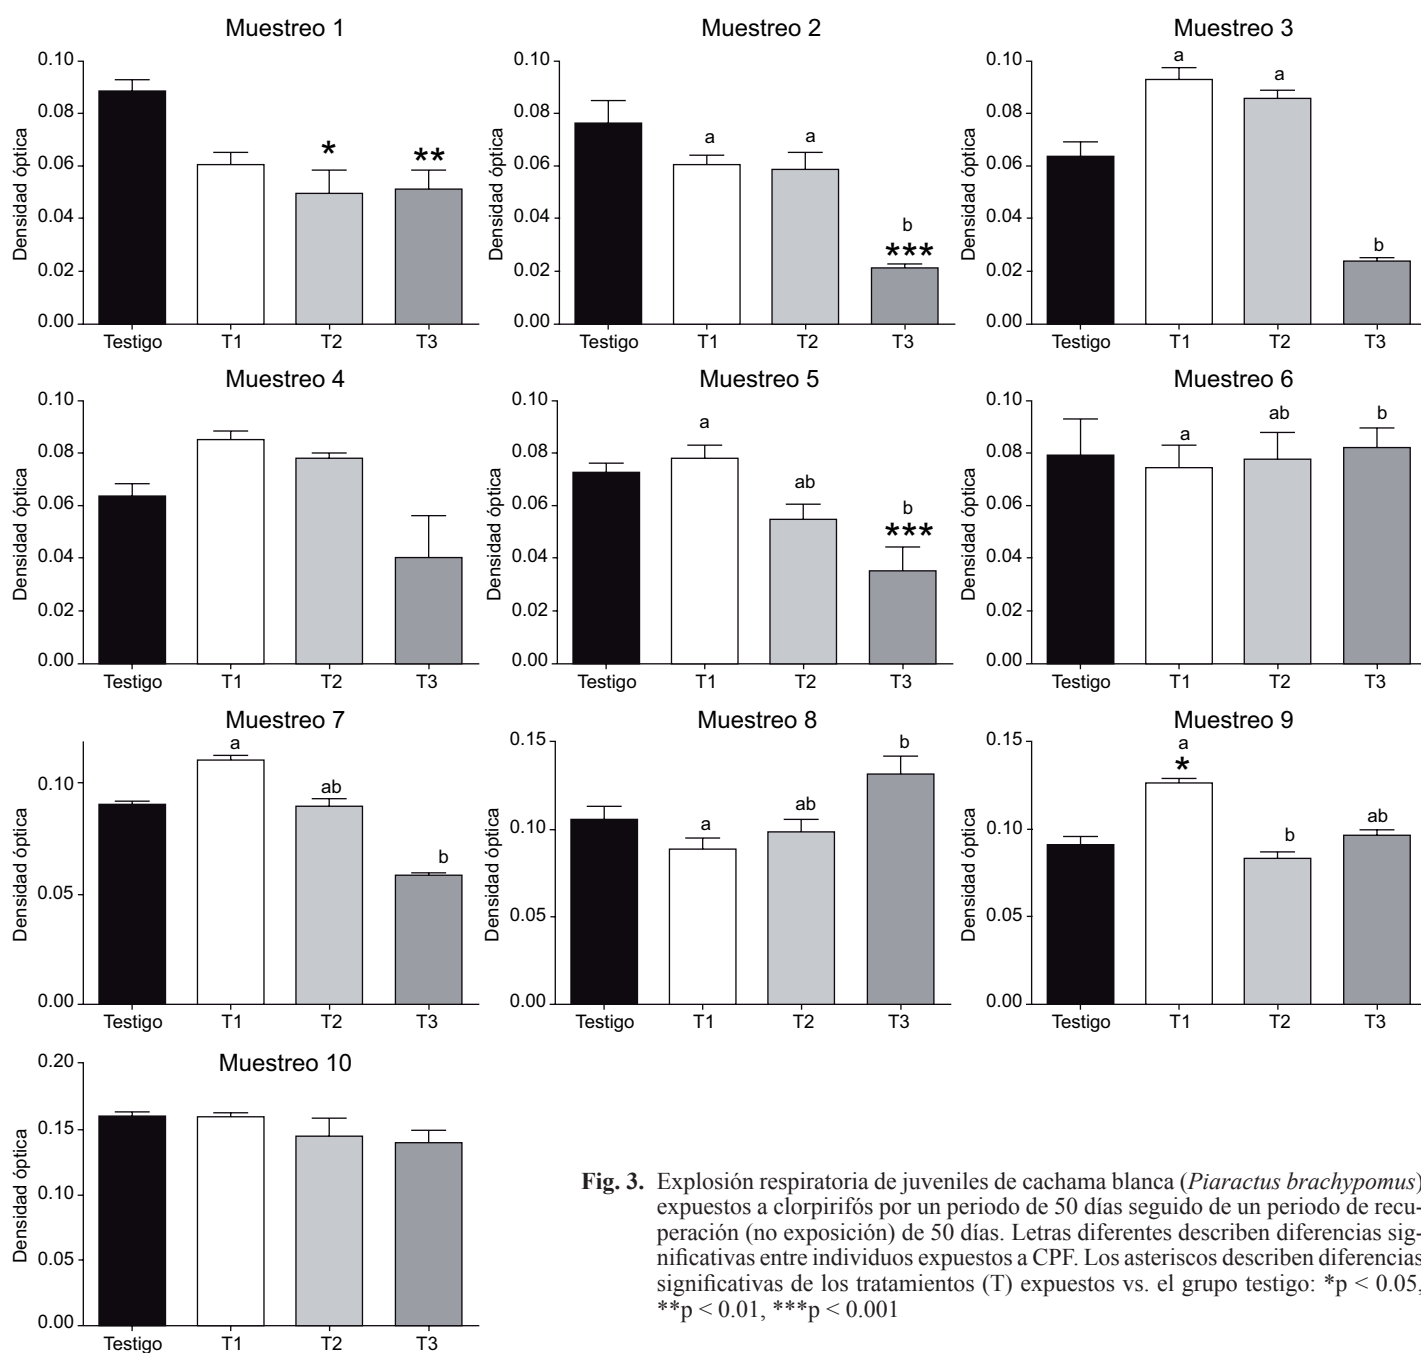 Muestreo 1
0.10
0.08
0.06
0.04
0.02
0.00
Densidad óptica
*
**
Testigo T1 T2 T3
Muestreo 2
0.10
0.08
0.06
0.04
0.02
0.00
Densidad óptica
a
a
b
***
Testigo T1 T2 T3
Muestreo 3
0.10
0.08
0.06
0.04
0.02
0.00
Densidad óptica
a
a
b
Testigo T1 T2 T3
Muestreo 4
0.10
0.08
0.06
0.04
0.02
0.00
Densidad óptica
Testigo T1 T2 T3
Muestreo 5
0.10
0.08
0.06
0.04
0.02
0.00
Densidad óptica
a
ab
b
***
Testigo T1 T2 T3
Muestreo 6
0.10
0.08
0.06
0.04
0.02
0.00
Densidad óptica
a
ab
b
Testigo T1 T2 T3
Muestreo 7
0.10
0.05
0.00
Densidad óptica
a
ab
b
Testigo T1 T2 T3
Muestreo 8
0.15
0.10
0.05
0.00
Densidad óptica
a
ab
b
Testigo T1 T2 T3
Muestreo 9
0.15
0.10
0.05
0.00
Densidad óptica
a
*
b
ab
Testigo T1 T2 T3
Muestreo 10
0.20
0.15
0.10
0.05
0.00
Densidad óptica
Testigo T1 T2 T3
Fig. 3. Explosión respiratoria de juveniles de cachama blanca (Piaractus brachypomus)
expuestos a clorpirifós por un periodo de 50 días seguido de un periodo de recu-
peración (no exposición) de 50 días. Letras diferentes describen diferencias sig-
nificativas entre individuos expuestos a CPF. Los asteriscos describen diferencias
significativas de los tratamientos (T) expuestos vs. el grupo testigo: *p < 0.05,
**p < 0.01, ***p < 0.001